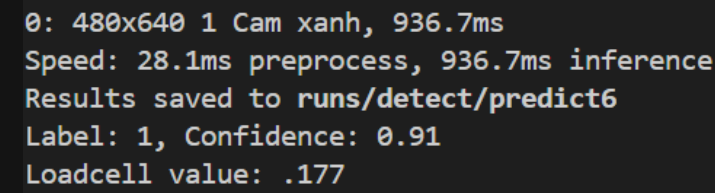 0: 480x640 1 Cam xanh, 936.7ms
Speed: 28.1ms preprocess, 936.7ms inference
Results saved to runs/detect/predict6
Label: 1, Confidence: 0.91
Loadcell value: .177